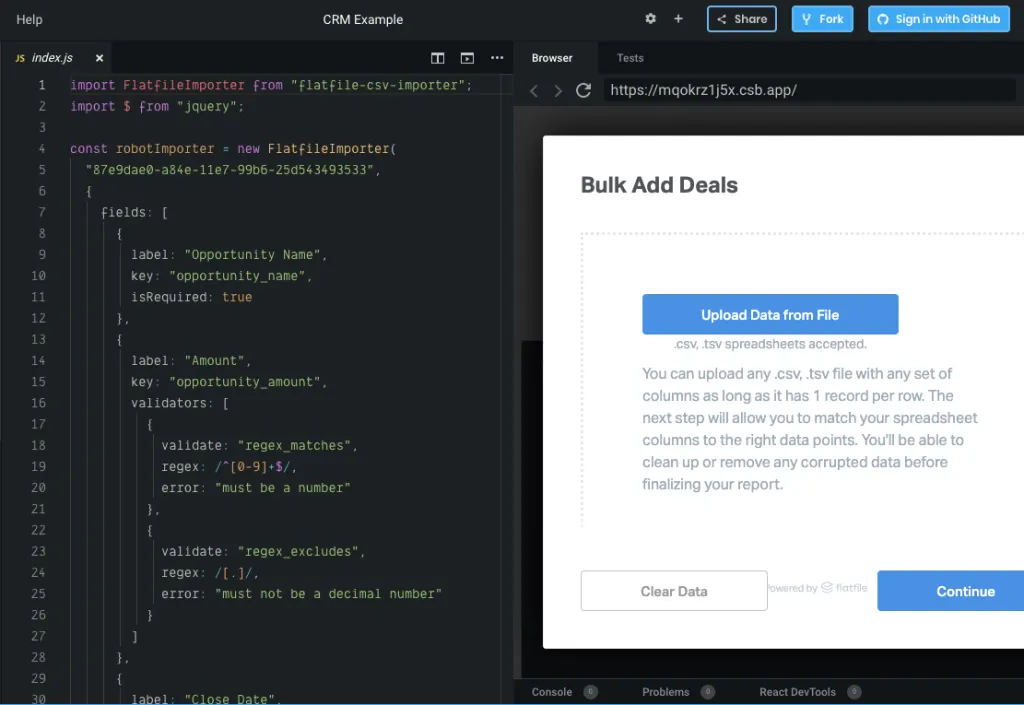 Help
CRM Example
Share
Fork
Sign in with GitHub
JS index.js
1 import FlatfileImporter from "flatfile-csv-importer";
2 import $ from "jquery";
3
4 const robotImporter = new FlatfileImporter(
5 "87e9dae0-a84e-11e7-99b6-25d543493533",
6 {
7 fields: [
8 {
9 label: "Opportunity Name",
10 key: "opportunity_name",
11 isRequired: true
12 },
13 {
14 label: "Amount",
15 key: "opportunity_amount",
16 validators: [
17 {
18 validate: "regex_matches",
19 regex: /^[0-9]+$/,
20 error: "must be a number"
21 },
22 {
23 validate: "regex_excludes",
24 regex: /[.]/,
25 error: "must not be a decimal number"
26 }
27 ]
28 },
29 {
30 label: "Close Date",
Browser
Tests
https://mqokrz1j5x.csb.app/
Bulk Add Deals
Upload Data from File
.csv, .tsv spreadsheets accepted.
You can upload any .csv, .tsv file with any set of
columns as long as it has 1 record per row. The
next step will allow you to match your spreadsheet
columns to the right data points. You'll be able to
clean up or remove any corrupted data before
finalizing your report.
Clear Data
Powered by flatfile
Continue
Console 0
Problems 0
React DevTools 0